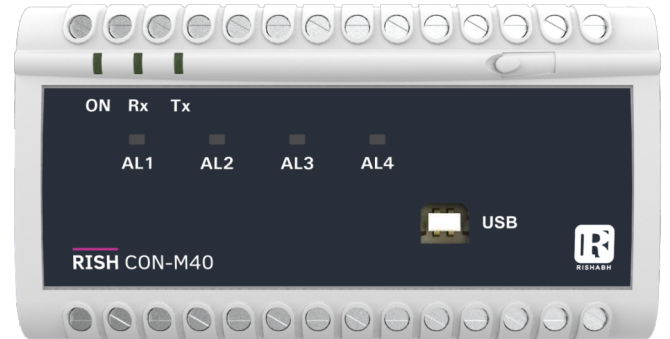 ON Rx Tx
AL1 AL2 AL3 AL4
USB
RISH CON-M40
RISHABH